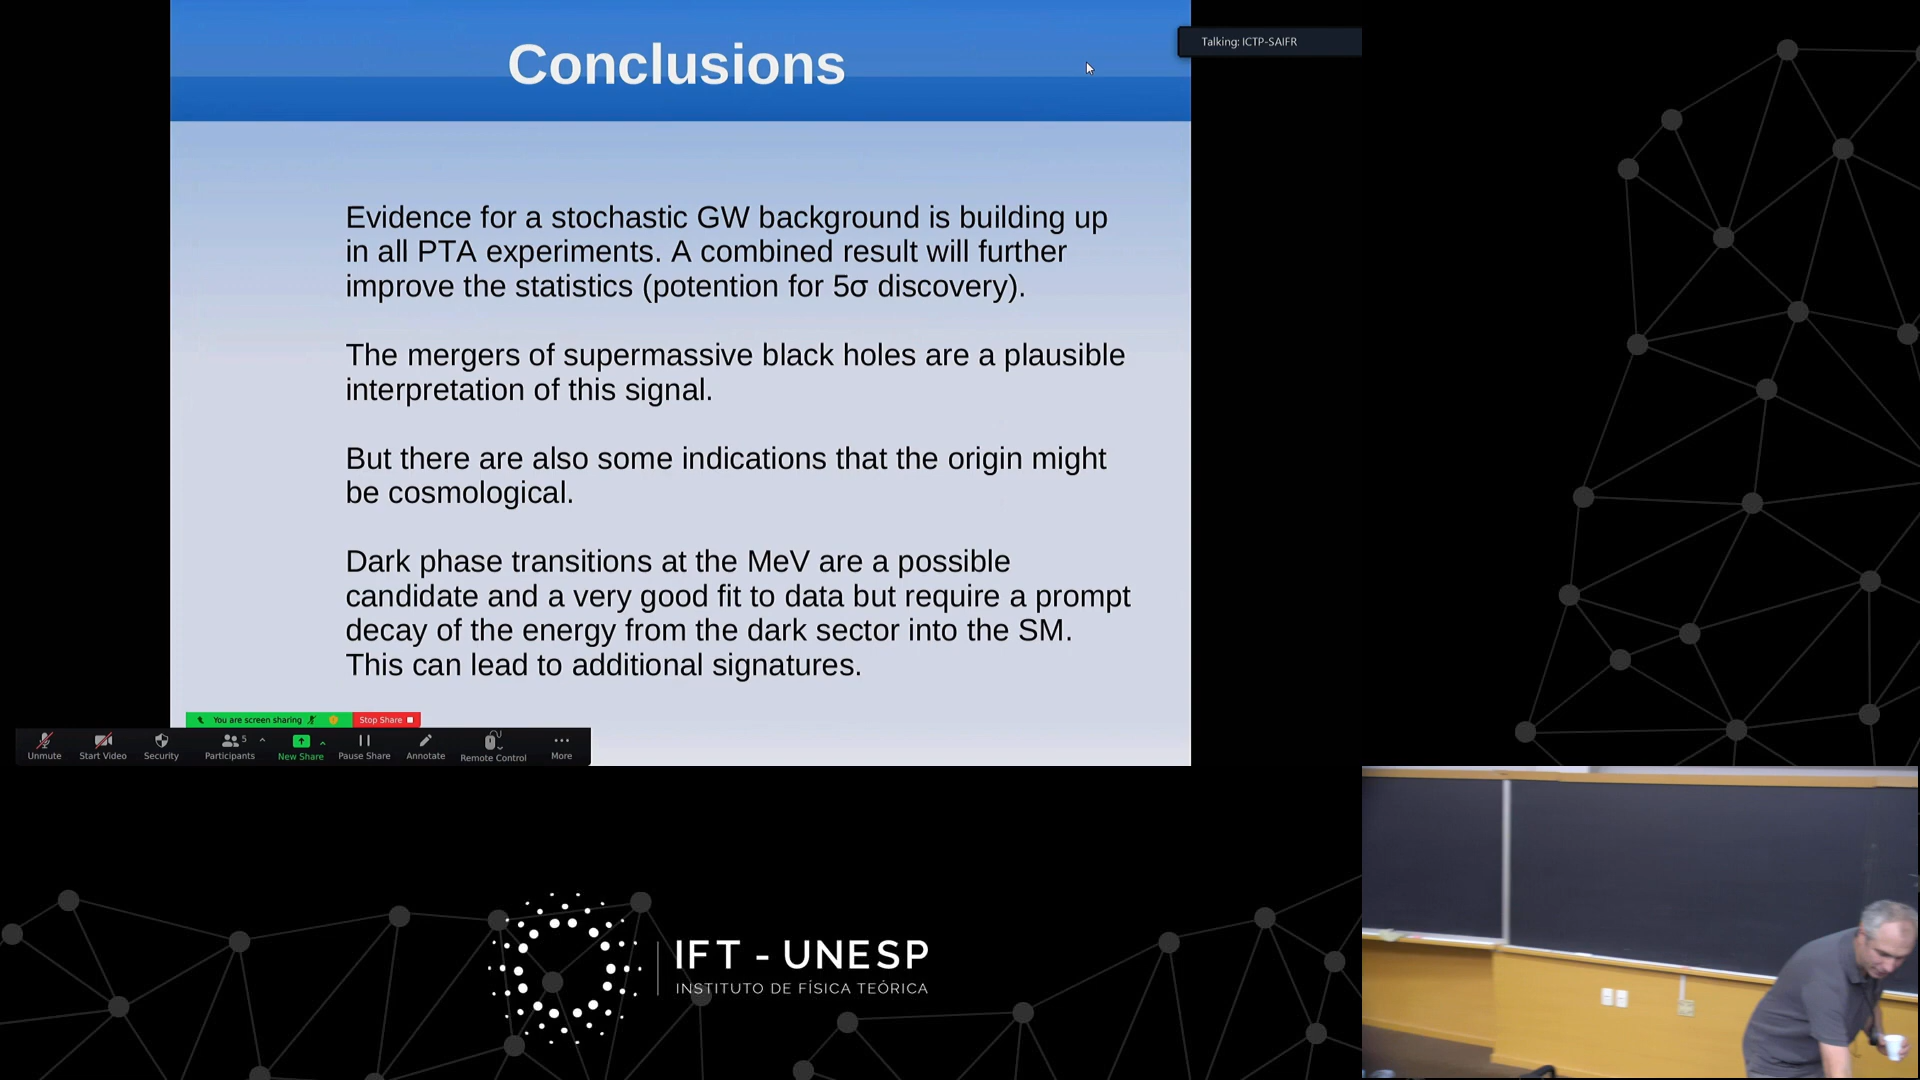 Conclusions
Talking: ICTP-SAIFR
Evidence for a stochastic GW background is building up
in all PTA experiments. A combined result will further
improve the statistics (potention for 5σ discovery).
The mergers of supermassive black holes are a plausible
interpretation of this signal.
But there are also some indications that the origin might
be cosmological.
Dark phase transitions at the MeV are a possible
candidate and a very good fit to data but require a prompt
decay of the energy from the dark sector into the SM.
This can lead to additional signatures.
You are screen sharing
Stop Share
Unmute
Start Video
Security
Participants 5
New Share
Pause Share
Annotate
Remote Control
More
IFT - UNESP
INSTITUTO DE FÍSICA TEÓRICA